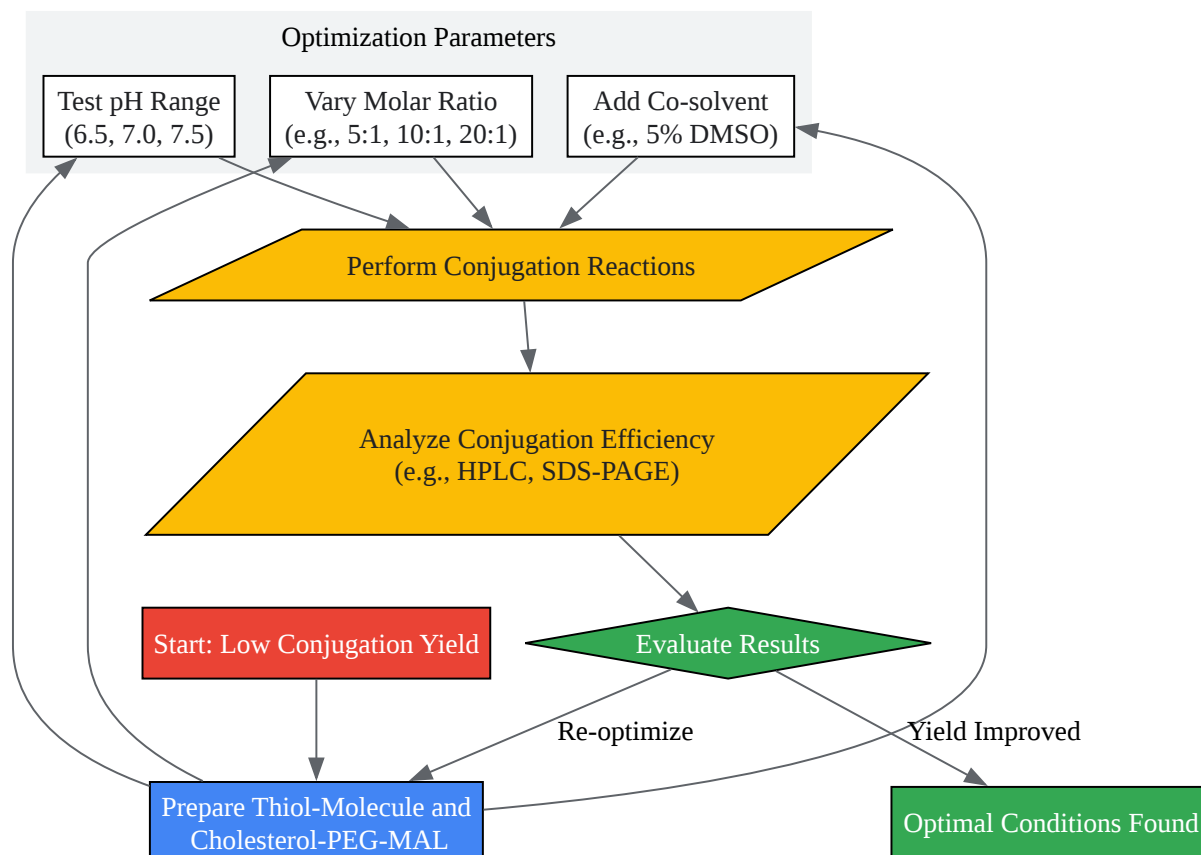 Optimization Parameters
Test pH Range
(6.5, 7.0, 7.5)
Vary Molar Ratio
(e.g., 5:1, 10:1, 20:1)
Add Co-solvent
(e.g., 5% DMSO)
Perform Conjugation Reactions
Analyze Conjugation Efficiency
(e.g., HPLC, SDS-PAGE)
Start: Low Conjugation Yield
Evaluate Results
Re-optimize
Yield Improved
Prepare Thiol-Molecule and
Cholesterol-PEG-MAL
Optimal Conditions Found